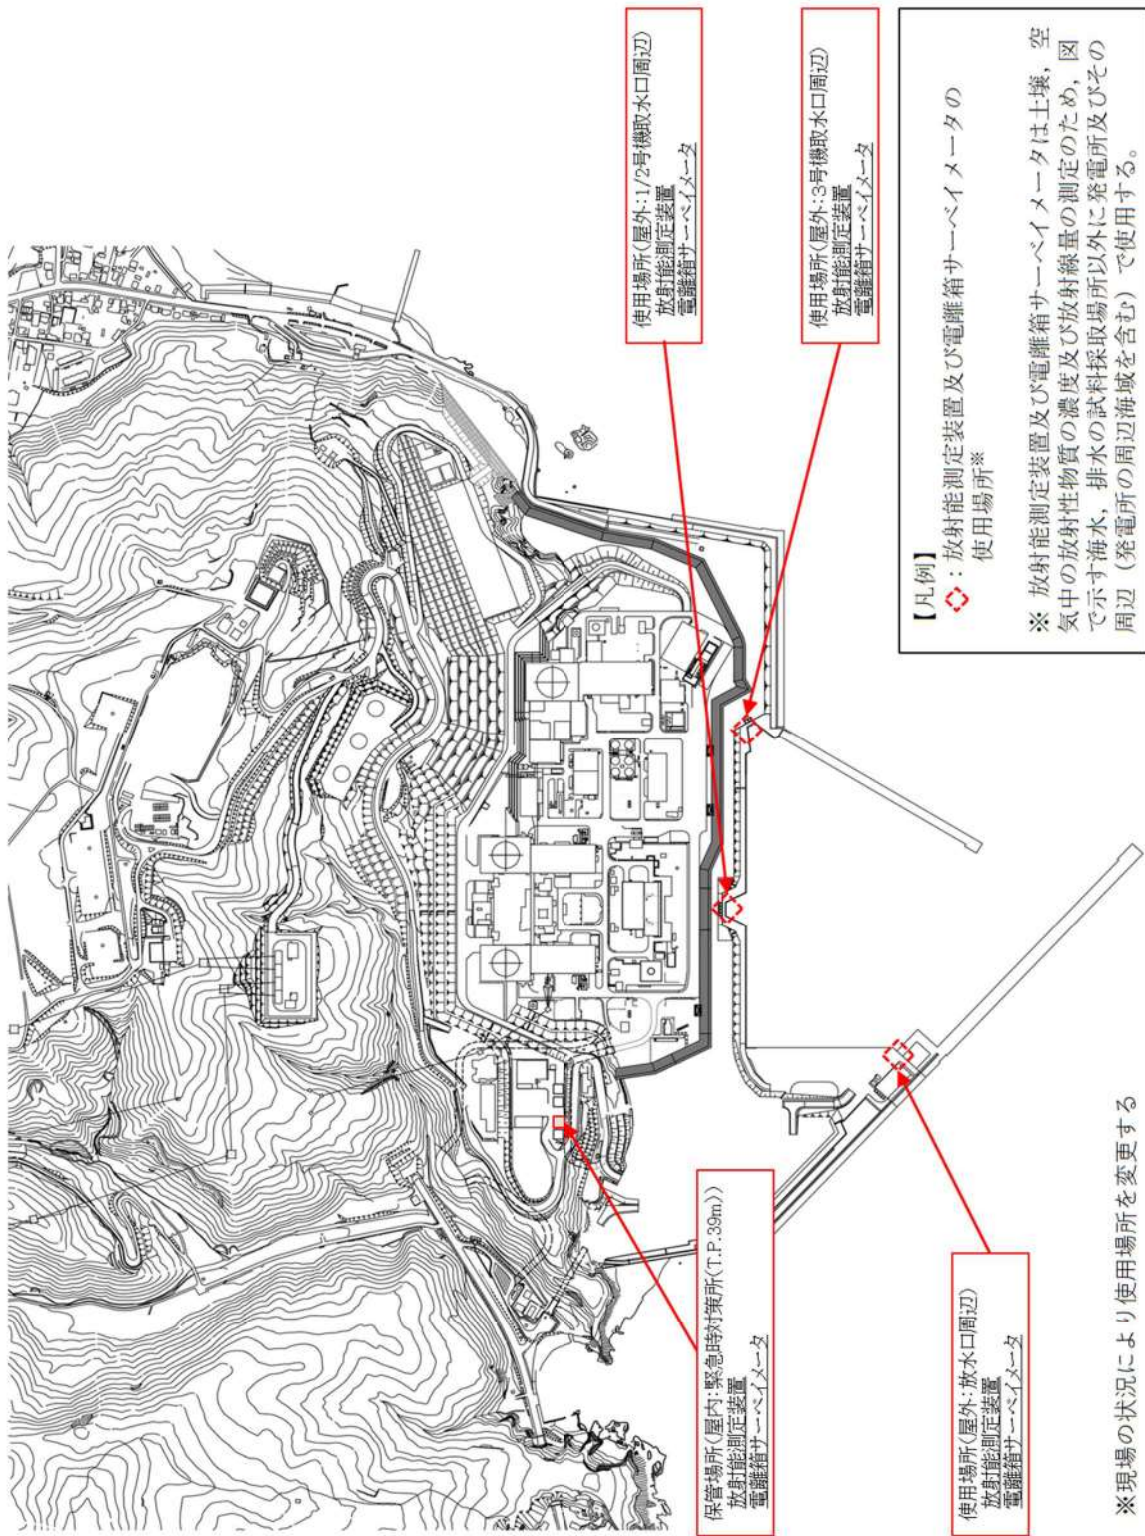 使用場所(屋外:1/2号機取水口周辺)
放射能測定装置
電離箱サーベイメータ
使用場所(屋外:3号機取水口周辺)
放射能測定装置
電離箱サーベイメータ
保管場所(屋内:緊急時対策所(T.P.39m))
放射能測定装置
電離箱サーベイメータ
使用場所(屋外:放水口周辺)
放射能測定装置
電離箱サーベイメータ
【凡例】
:放射能測定装置及び電離箱サーベイメータの
使用場所※
※ 放射能測定装置及び電離箱サーベイメータは土壌，空
気中の放射性物質の濃度及び放射線量の測定のため，図
で示す海水，排水の試料採取場所以外に発電所及びその
周辺（発電所の周辺海域を含む）で使用する。
※現場の状況により使用場所を変更する